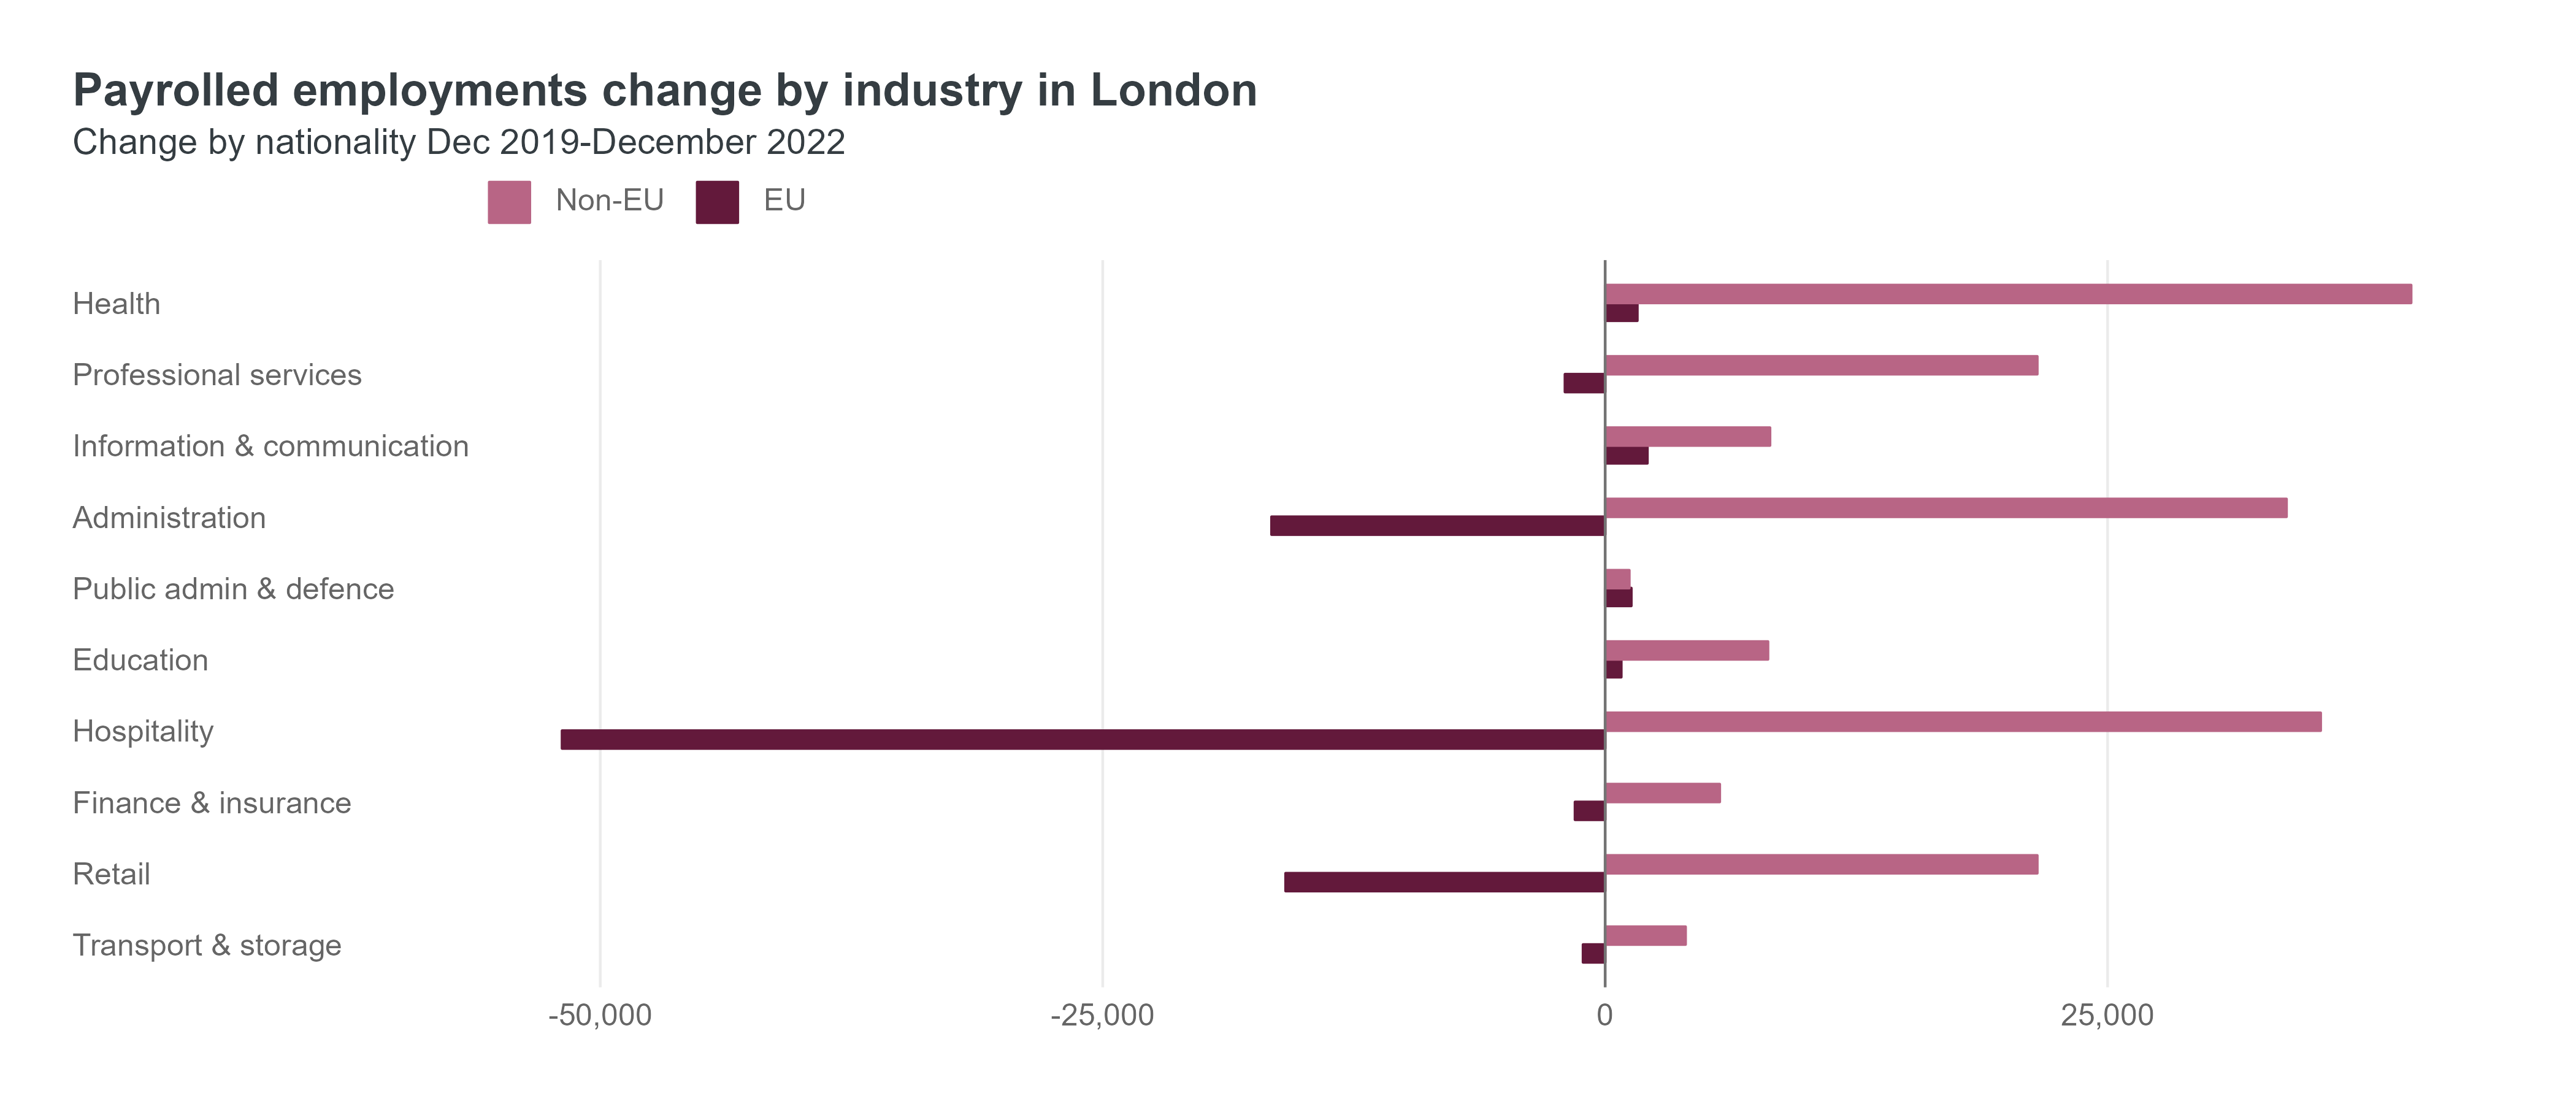 Payrolled employments change by industry in London
Change by nationality Dec 2019-December 2022
Non-EU EU
Health
Professional services
Information & communication
Administration
Public admin & defence
Education
Hospitality
Finance & insurance
Retail
Transport & storage
-50,000 -25,000 0 25,000